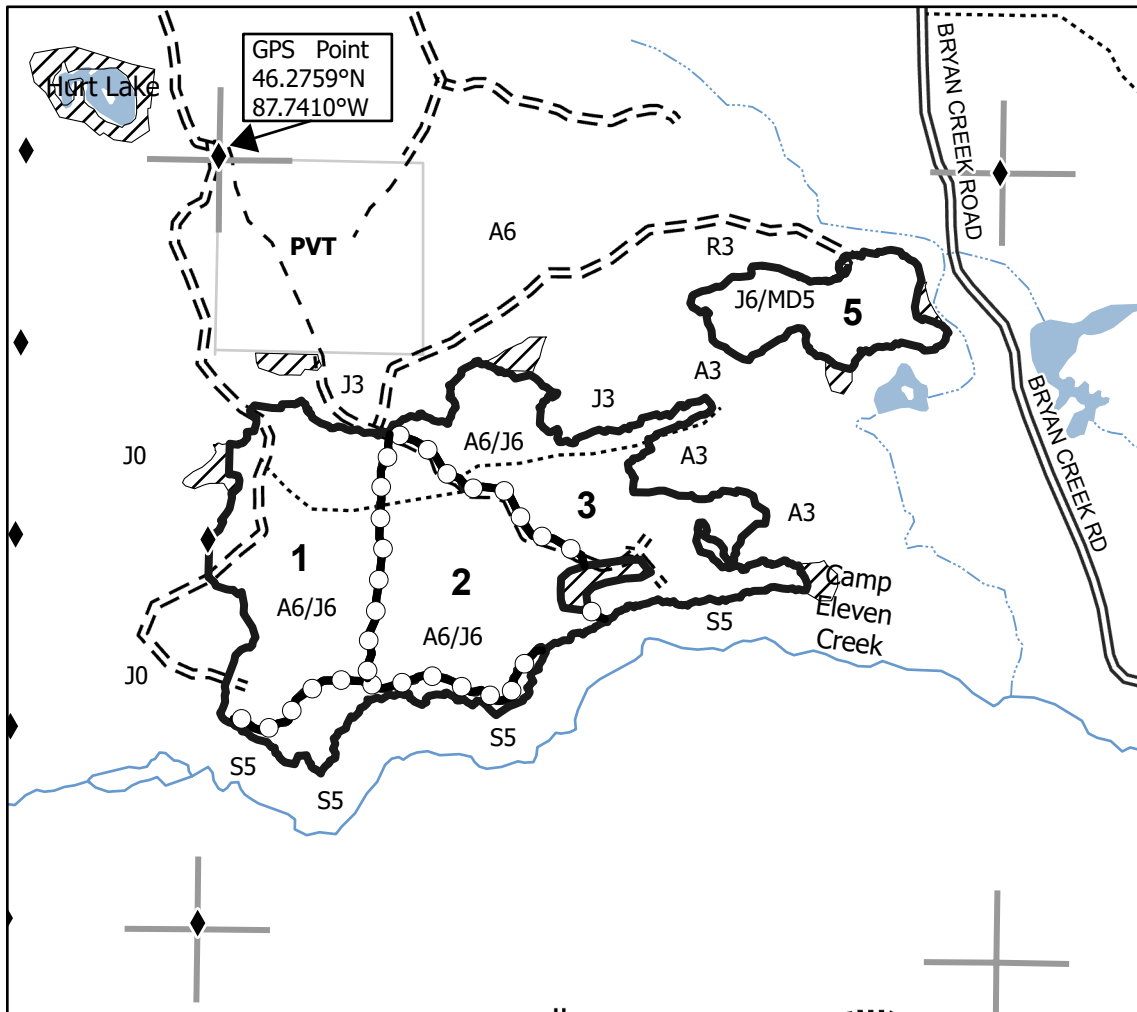 GPS Point
46.2759°N
87.7410°W
Hurt Lake
BRYAN CREEK ROAD
PVT
A6
R3
J6/MD5
5
J3
A3
J3
A6/J6
J0
A3
3
A3
1
2
Camp
Eleven
Creek
A6/J6
A6/J6
S5
BRYAN CREEK RD
J0
S5
S5
S5